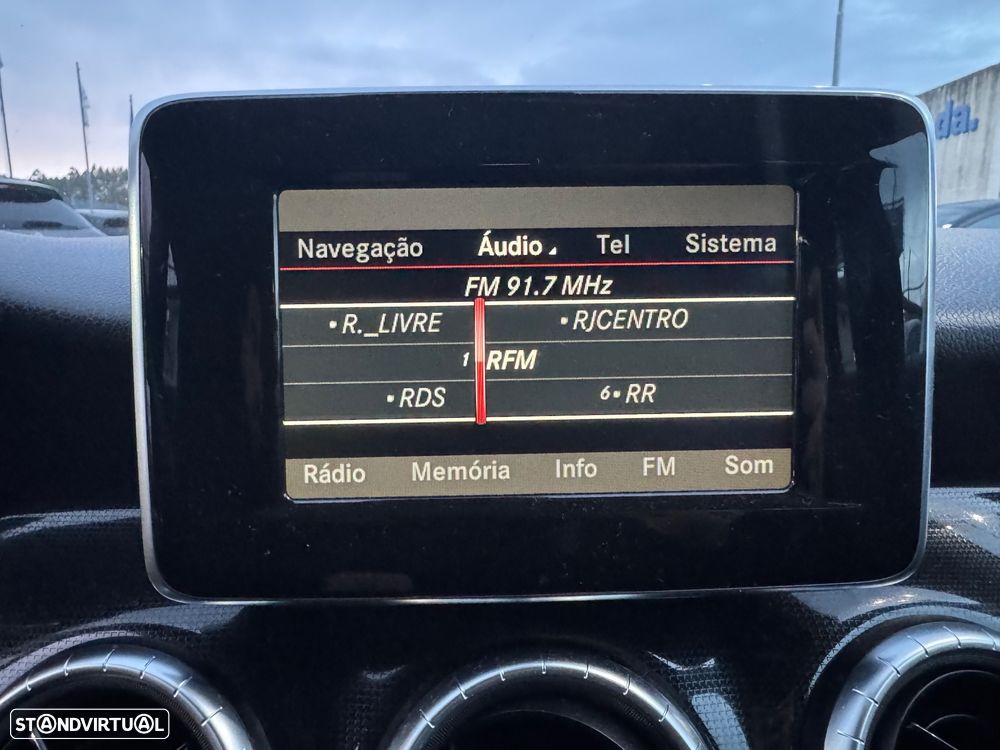 da.
Navegação Áudio Tel Sistema
FM 91.7 MHz
•R._LIVRE •RJCENTRO
1 RFM
•RDS 6•RR
Rádio Memória Info FM Som
STANDVIRTUAL